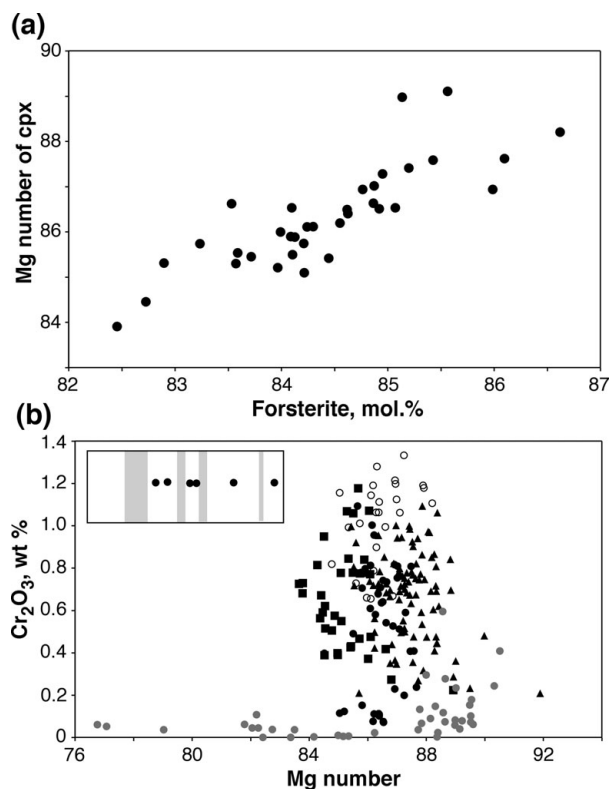 (a)
90
88
86
84
Mg number of cpx
82 83 84 85 86 87
Forsterite, mol.%
(b)
1.4
1.2
1.0
0.8
0.6
0.4
0.2
0
Cr₂O₃, wt %
76 80 84 88 92
Mg number